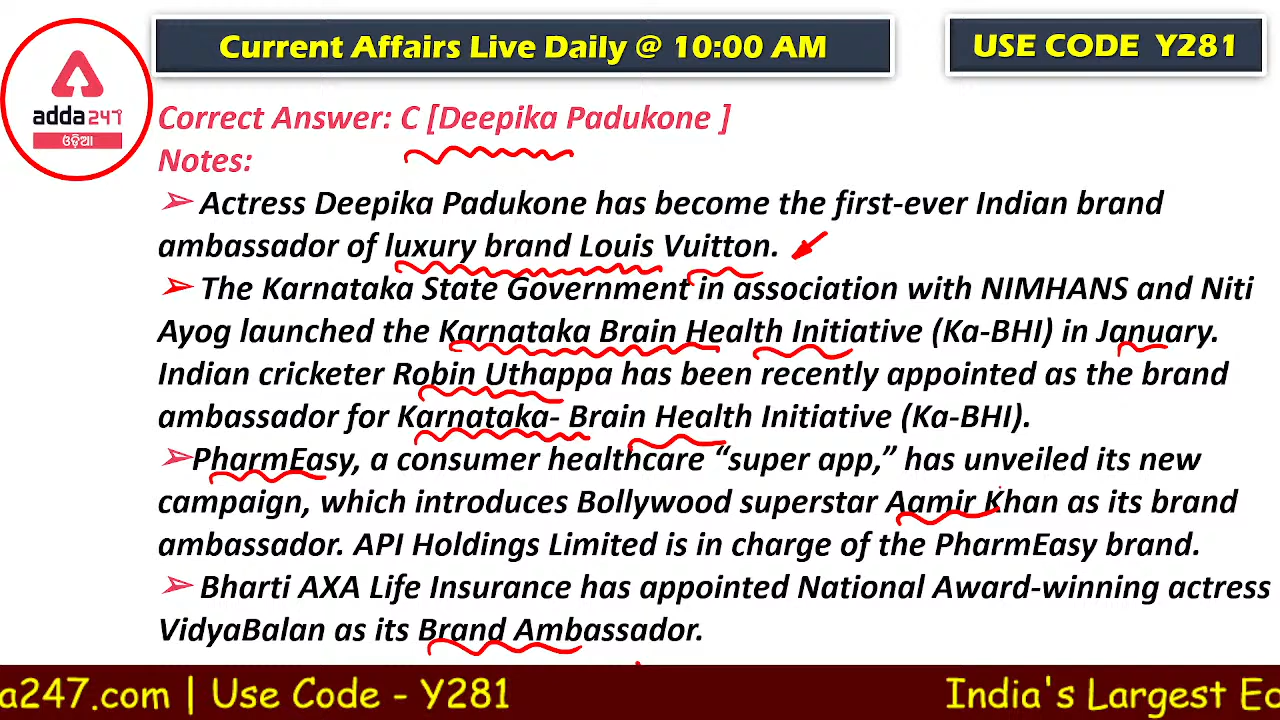 Current Affairs Live Daily @ 10:00 AM
USE CODE Y281
adda247
ଓଡ଼ିଆ
Correct Answer: C [Deepika Padukone ]
Notes:
➢ Actress Deepika Padukone has become the first-ever Indian brand
ambassador of luxury brand Louis Vuitton.
➢ The Karnataka State Government in association with NIMHANS and Niti
Ayog launched the Karnataka Brain Health Initiative (Ka-BHI) in January.
Indian cricketer Robin Uthappa has been recently appointed as the brand
ambassador for Karnataka- Brain Health Initiative (Ka-BHI).
➢PharmEasy, a consumer healthcare “super app,” has unveiled its new
campaign, which introduces Bollywood superstar Aamir Khan as its brand
ambassador. API Holdings Limited is in charge of the PharmEasy brand.
➢ Bharti AXA Life Insurance has appointed National Award-winning actress
VidyaBalan as its Brand Ambassador.
a247.com | Use Code - Y281
India's Largest Ed